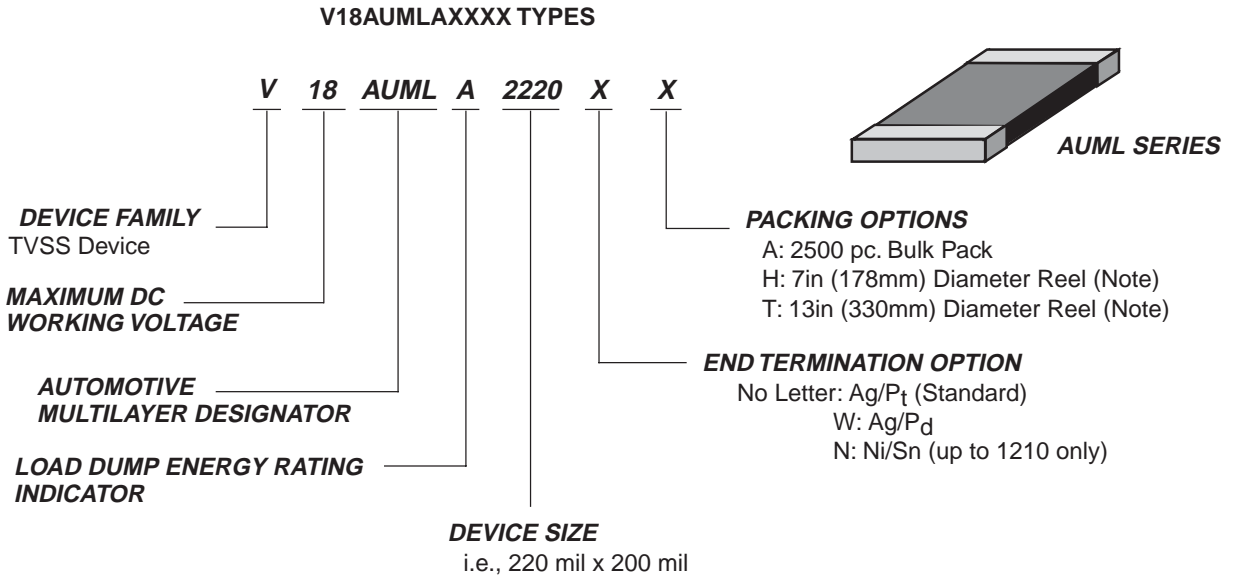 V18AUMLAXXXX TYPES
V 18 AUML A 2220 X X
AUML SERIES
DEVICE FAMILY
TVSS Device
MAXIMUM DC
WORKING VOLTAGE
AUTOMOTIVE
MULTILAYER DESIGNATOR
LOAD DUMP ENERGY RATING
INDICATOR
DEVICE SIZE
i.e., 220 mil x 200 mil
PACKING OPTIONS
A: 2500 pc. Bulk Pack
H: 7in (178mm) Diameter Reel (Note)
T: 13in (330mm) Diameter Reel (Note)
END TERMINATION OPTION
No Letter: Ag/Pt (Standard)
W: Ag/Pd
N: Ni/Sn (up to 1210 only)